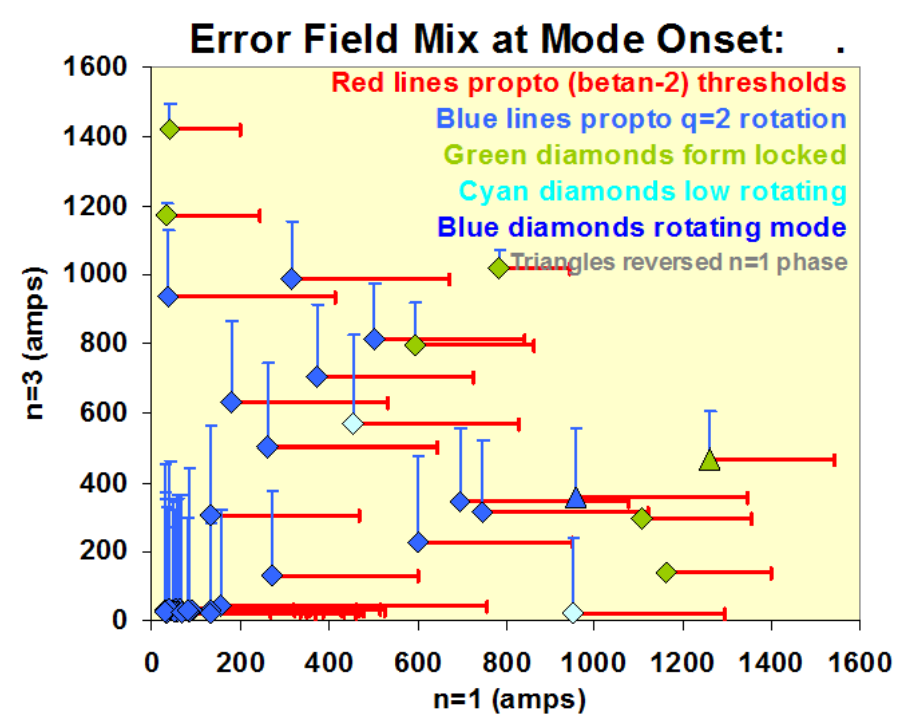 Error Field Mix at Mode Onset: .
Red lines propto (betan-2) thresholds
Blue lines propto q=2 rotation
Green diamonds form locked
Cyan diamonds low rotating
Blue diamonds rotating mode
Triangles reversed n=1 phase
1600
1400
1200
1000
800
600
400
200
0
n=3 (amps)
0 200 400 600 800 1000 1200 1400 1600
n=1 (amps)